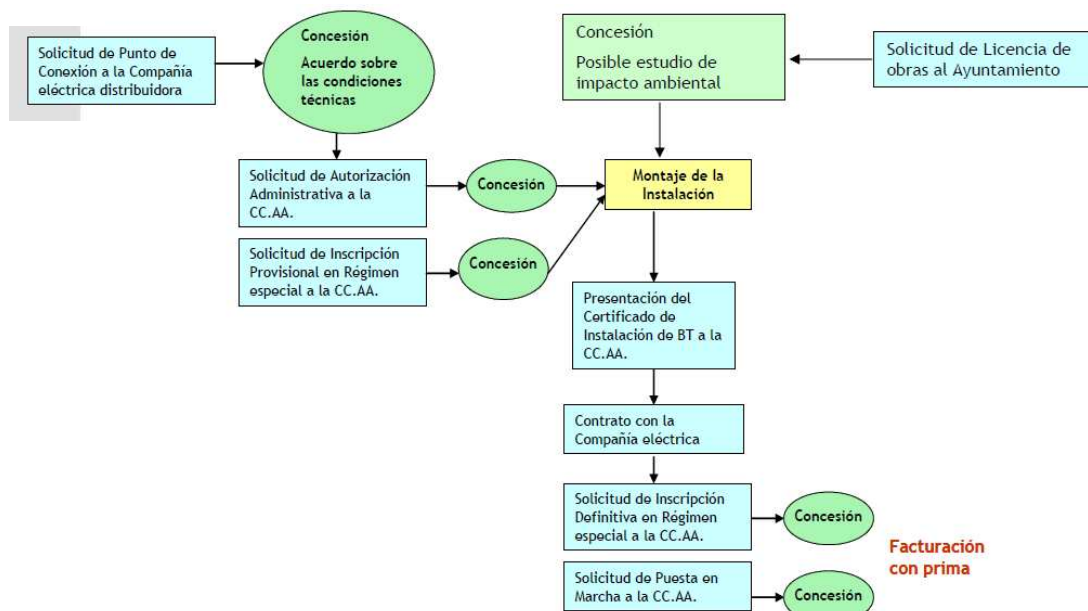 Solicitud de Punto de
Conexión a la Compañía
eléctrica distribuidora
Concesión
Acuerdo sobre
las condiciones
técnicas
Concesión
Posible estudio de
impacto ambiental
Solicitud de Licencia de
obras al Ayuntamiento
Solicitud de Autorización
Administrativa a la
CC.AA.
Concesión
Montaje de la
Instalación
Solicitud de Inscripción
Provisional en Régimen
especial a la CC.AA.
Concesión
Presentación del
Certificado de
Instalación de BT a la
CC.AA.
Contrato con la
Compañía eléctrica
Solicitud de Inscripción
Definitiva en Régimen
especial a la CC.AA.
Concesión
Facturación
con prima
Solicitud de Puesta en
Marcha a la CC.AA.
Concesión